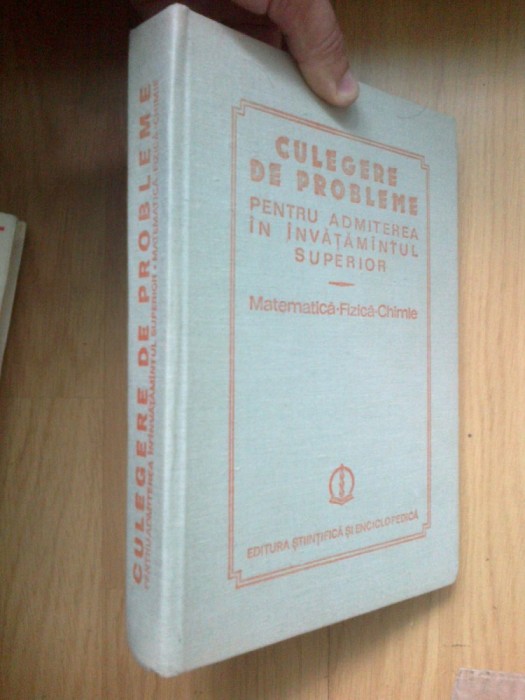 CULEGERE
DE PROBLEME
PENTRU ADMITEREA
ÎN ÎNVĂȚĂMÎNTUL
SUPERIOR
Matematică-Fizică-Chimie
EDITURA ȘTIINȚIFICĂ ȘI ENCICLOPEDICĂ
CULEGERE DE PROBLEME
PENTRU ADMITEREA ÎN ÎNVĂȚĂMÎNTUL SUPERIOR • MATEMATICĂ-FIZICĂ-CHIMIE